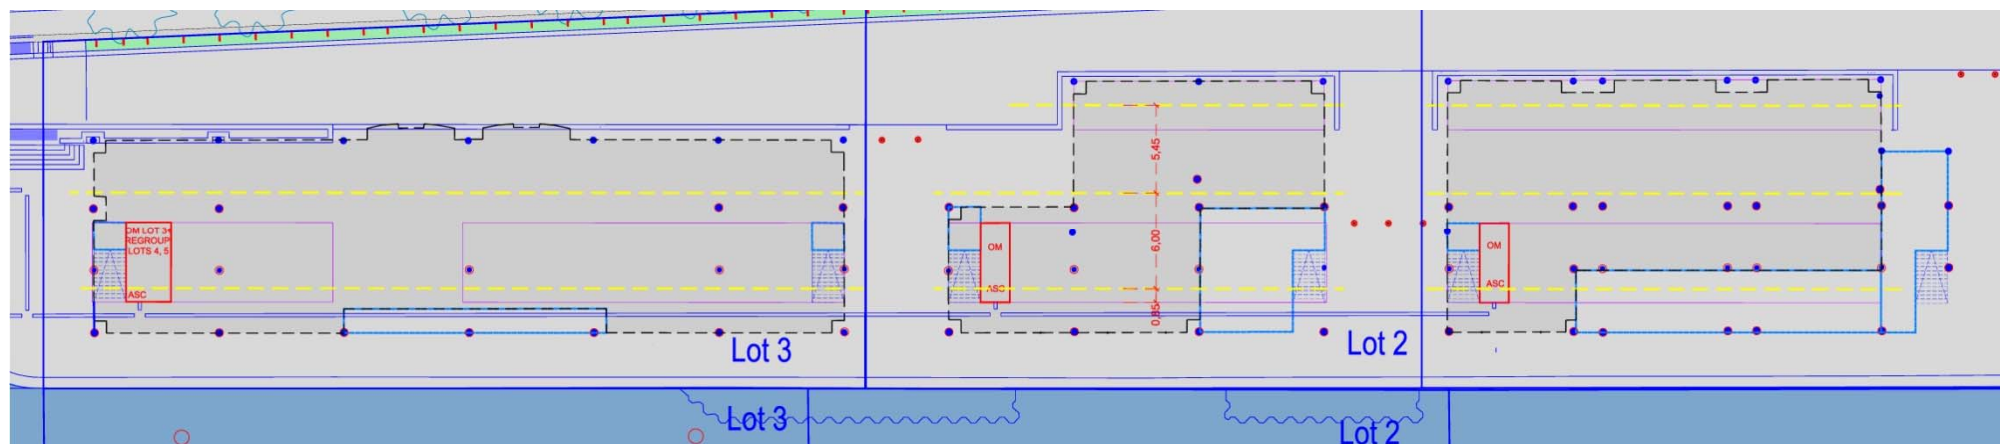 OM LOT 3+
REGROUP
LOTS 4, 5
ASC
OM
ASC
5,45
6,00
0,85
OM
ASC
Lot 3
Lot 2
Lot 3
Lot 2